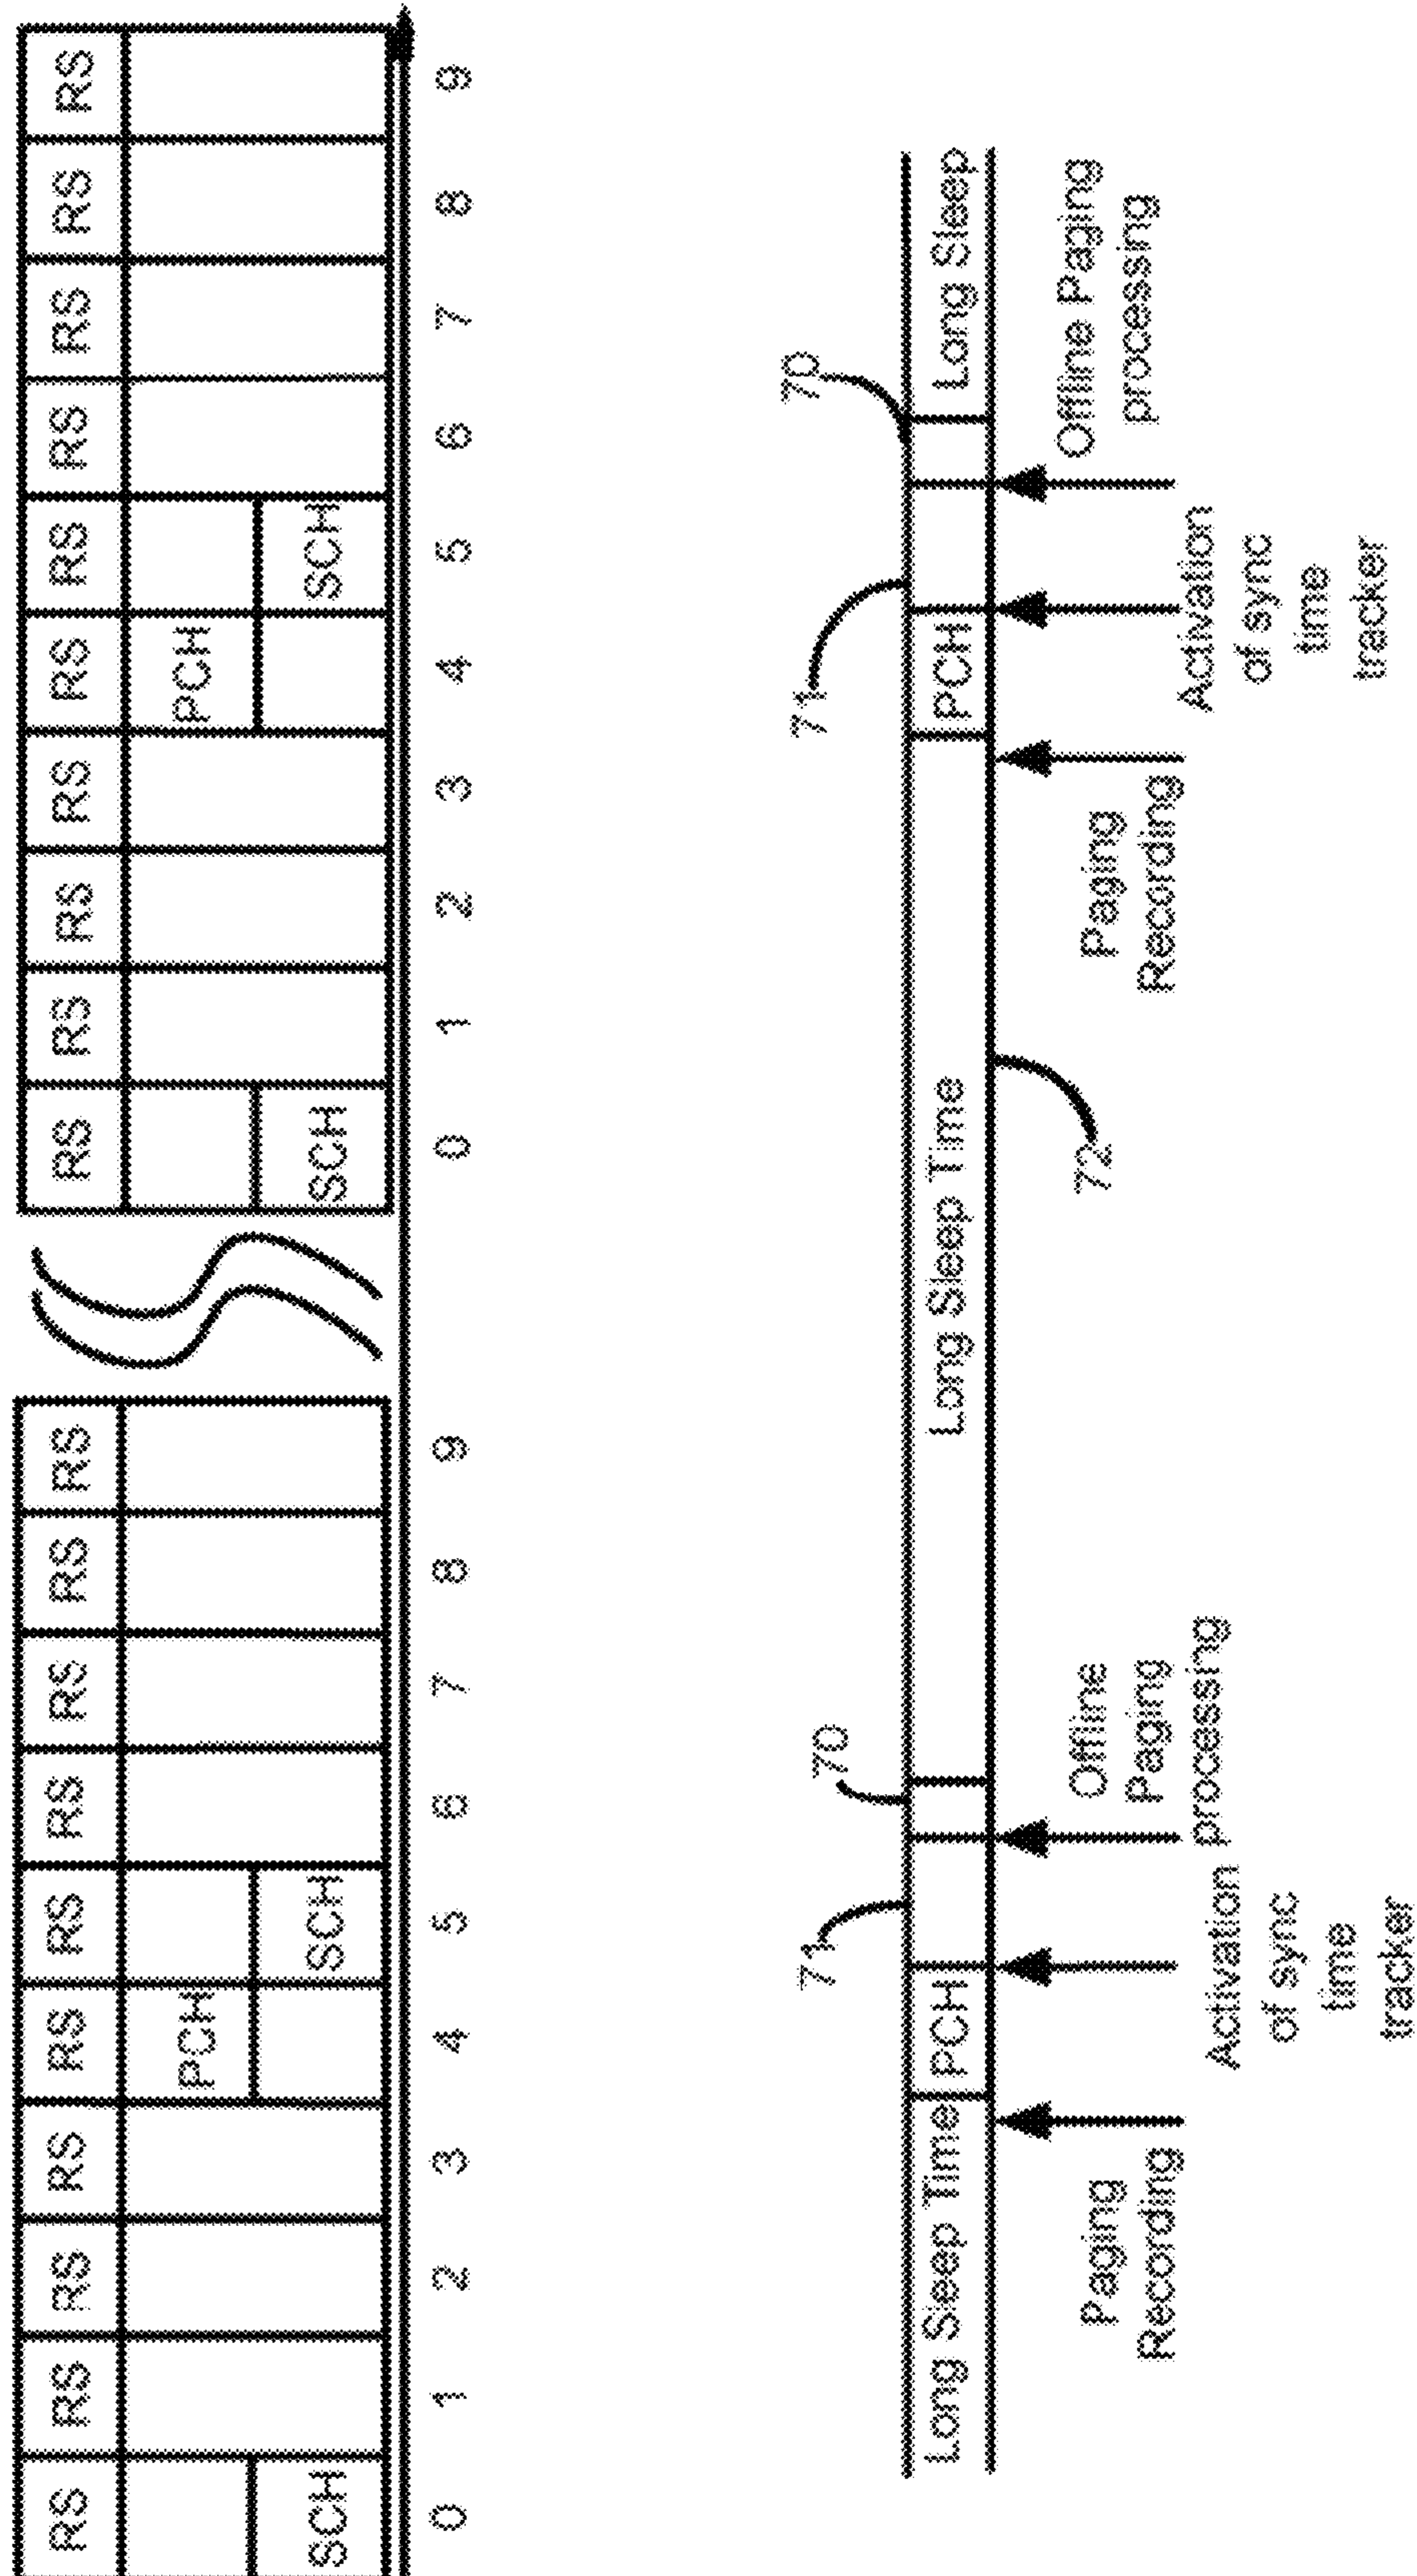 RS RS RS RS RS RS RS RS RS RS RS RS RS RS RS RS RS RS RS RS
PCH PCH
SCH SCH SCH SCH
0 1 2 3 4 5 6 7 8 9 0 1 2 3 4 5 6 7 8 9
71 70 71 70
Long Sleep Time PCH Long Sleep Time PCH Long Sleep
72
Paging
Recording
Activation
of sync
time
tracker
Offline
Paging
processing
Paging
Recording
Activation
of sync
time
tracker
Offline Paging
processing